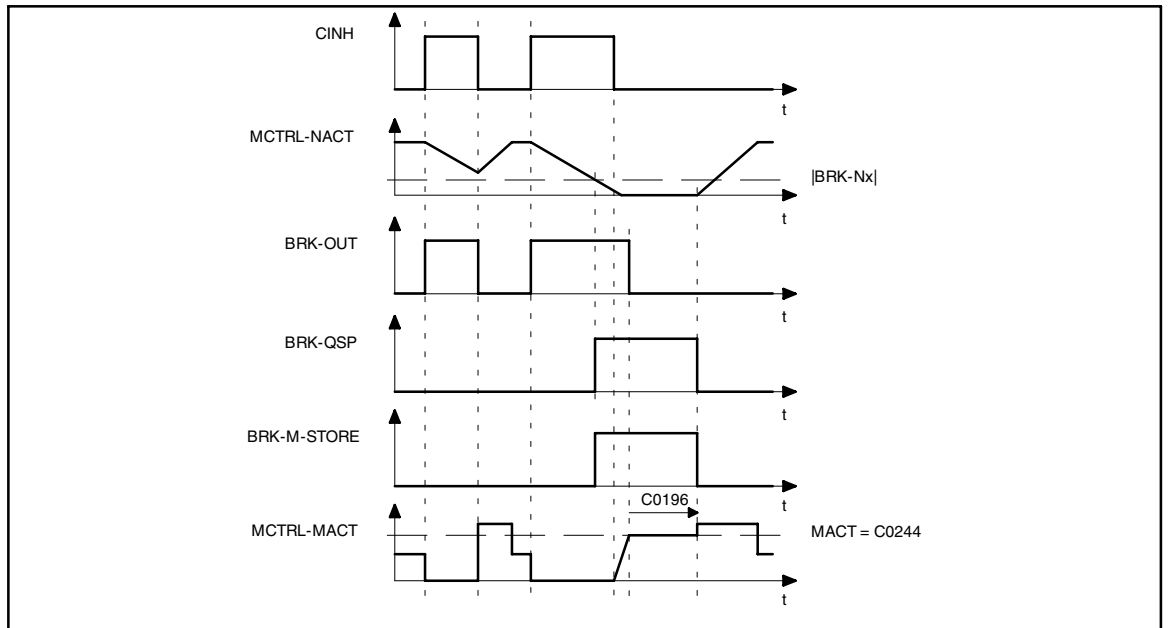 CINH
t
MCTRL-NACT
|BRK-Nx|
t
BRK-OUT
t
BRK-QSP
t
BRK-M-STORE
t
C0196
MCTRL-MACT
MACT = C0244
t